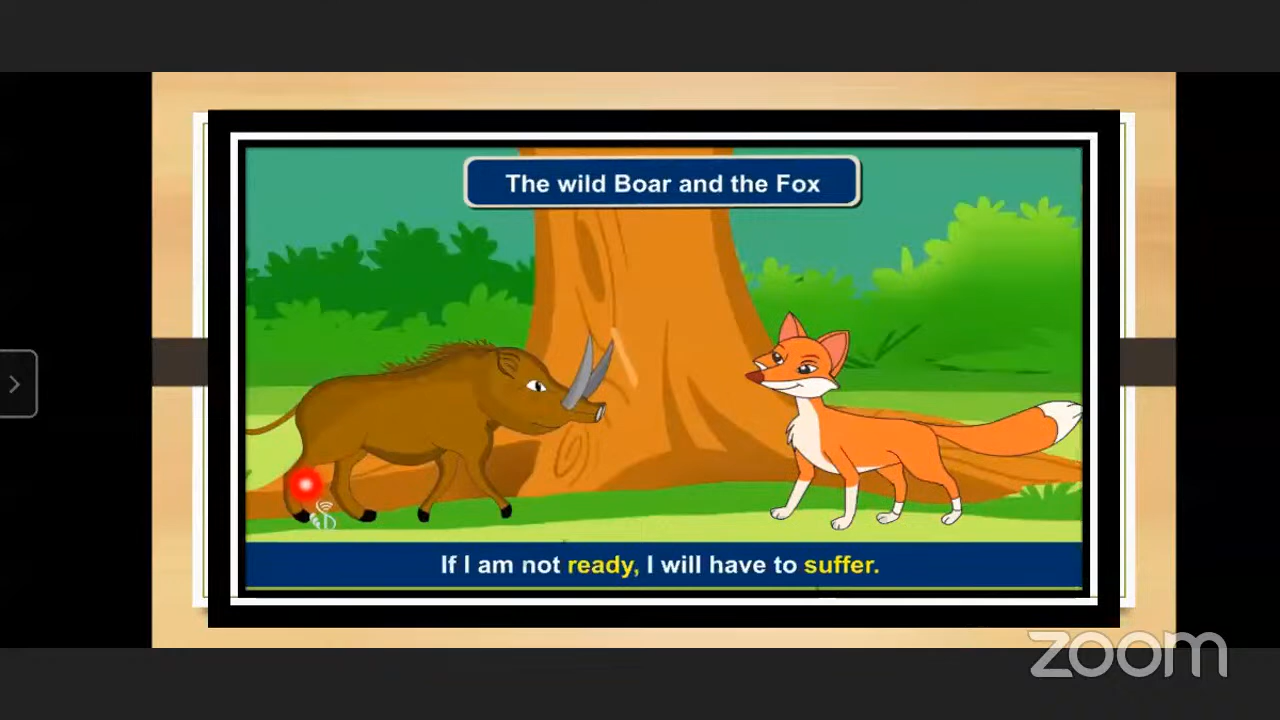 The wild Boar and the Fox
If I am not ready, I will have to suffer.
zoom